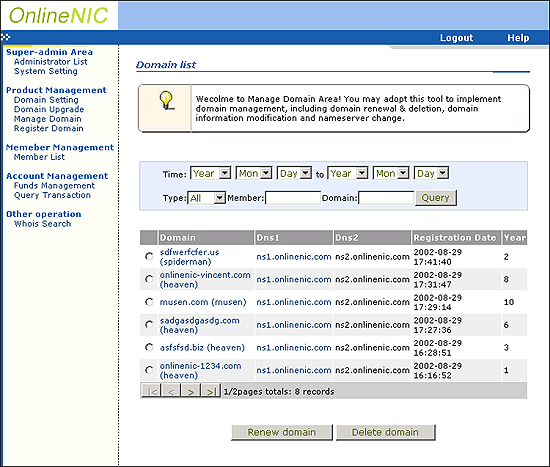 OnlineNIC
Logout Help
Super-admin Area
Administrator List
System Setting
Product Management
Domain Setting
Domain Upgrade
Manage Domain
Register Domain
Memeber Management
Member List
Account Management
Funds Management
Query Transaction
Other operation
Whois Search
Domain list
Wecolme to Manage Domain Area! You may adopt this tool to implement
domain management, including domain renewal & deletion, domain
information modification and nameserver change.
Time: Year Mon Day to Year Mon Day
Type: All Member: Domain: Query
Domain Dns1 Dns2 Registration Date Year
sdfwerfcfer.us
(spiderman) ns1.onlinenic.com ns2.onlinenic.com 2002-08-29
17:41:40 2
onlinenic-vincent.com
(heaven) ns1.onlinenic.com ns2.onlinenic.com 2002-08-29
17:31:47 8
musen.com (musen) ns1.onlinenic.com ns2.onlinenic.com 2002-08-29
17:29:14 10
sadgasdgasdg.com
(heaven) ns1.onlinenic.com ns2.onlinenic.com 2002-08-29
17:27:36 6
asfsfsd.biz (heaven) ns1.onlinenic.com ns2.onlinenic.com 2002-08-29
16:28:51 3
onlinenic-1234.com
(heaven) ns1.onlinenic.com ns2.onlinenic.com 2002-08-29
16:16:52 1
|< < > >| 1/2pages totals: 8 records
Renew domain Delete domain